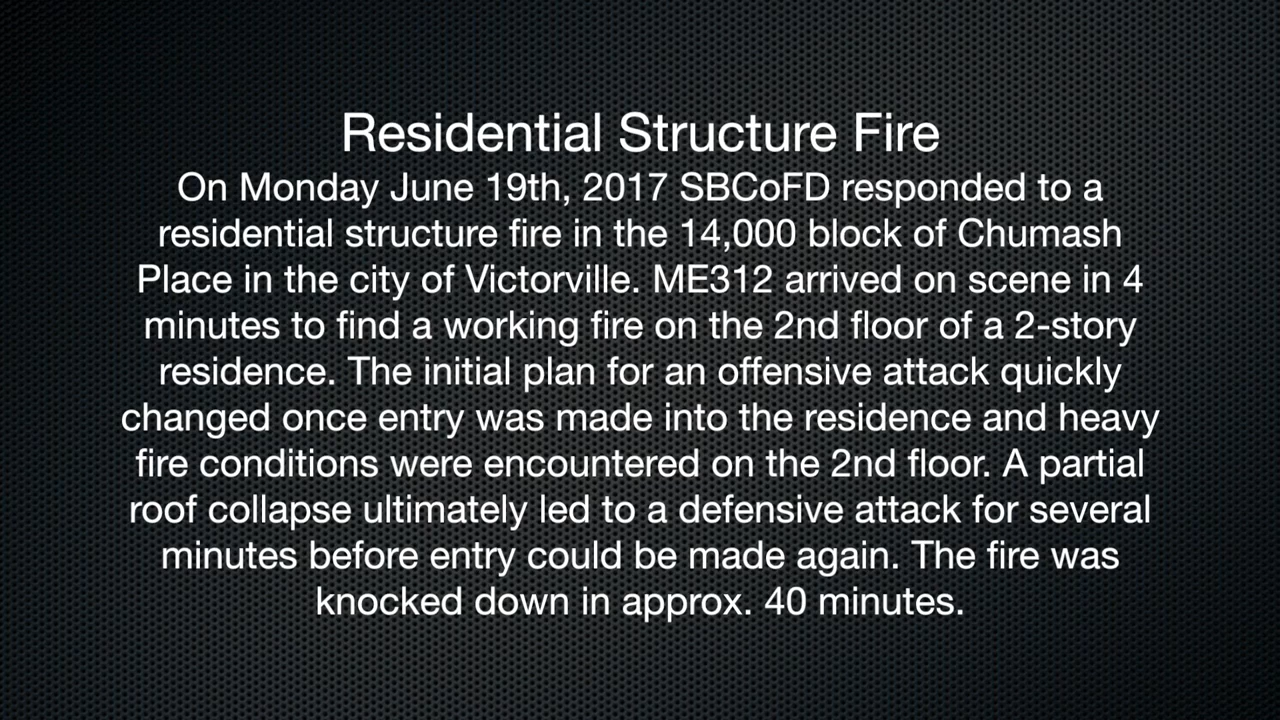 Residential Structure Fire
On Monday June 19th, 2017 SBCoFD responded to a
residential structure fire in the 14,000 block of Chumash
Place in the city of Victorville. ME312 arrived on scene in 4
minutes to find a working fire on the 2nd floor of a 2-story
residence. The initial plan for an offensive attack quickly
changed once entry was made into the residence and heavy
fire conditions were encountered on the 2nd floor. A partial
roof collapse ultimately led to a defensive attack for several
minutes before entry could be made again. The fire was
knocked down in approx. 40 minutes.